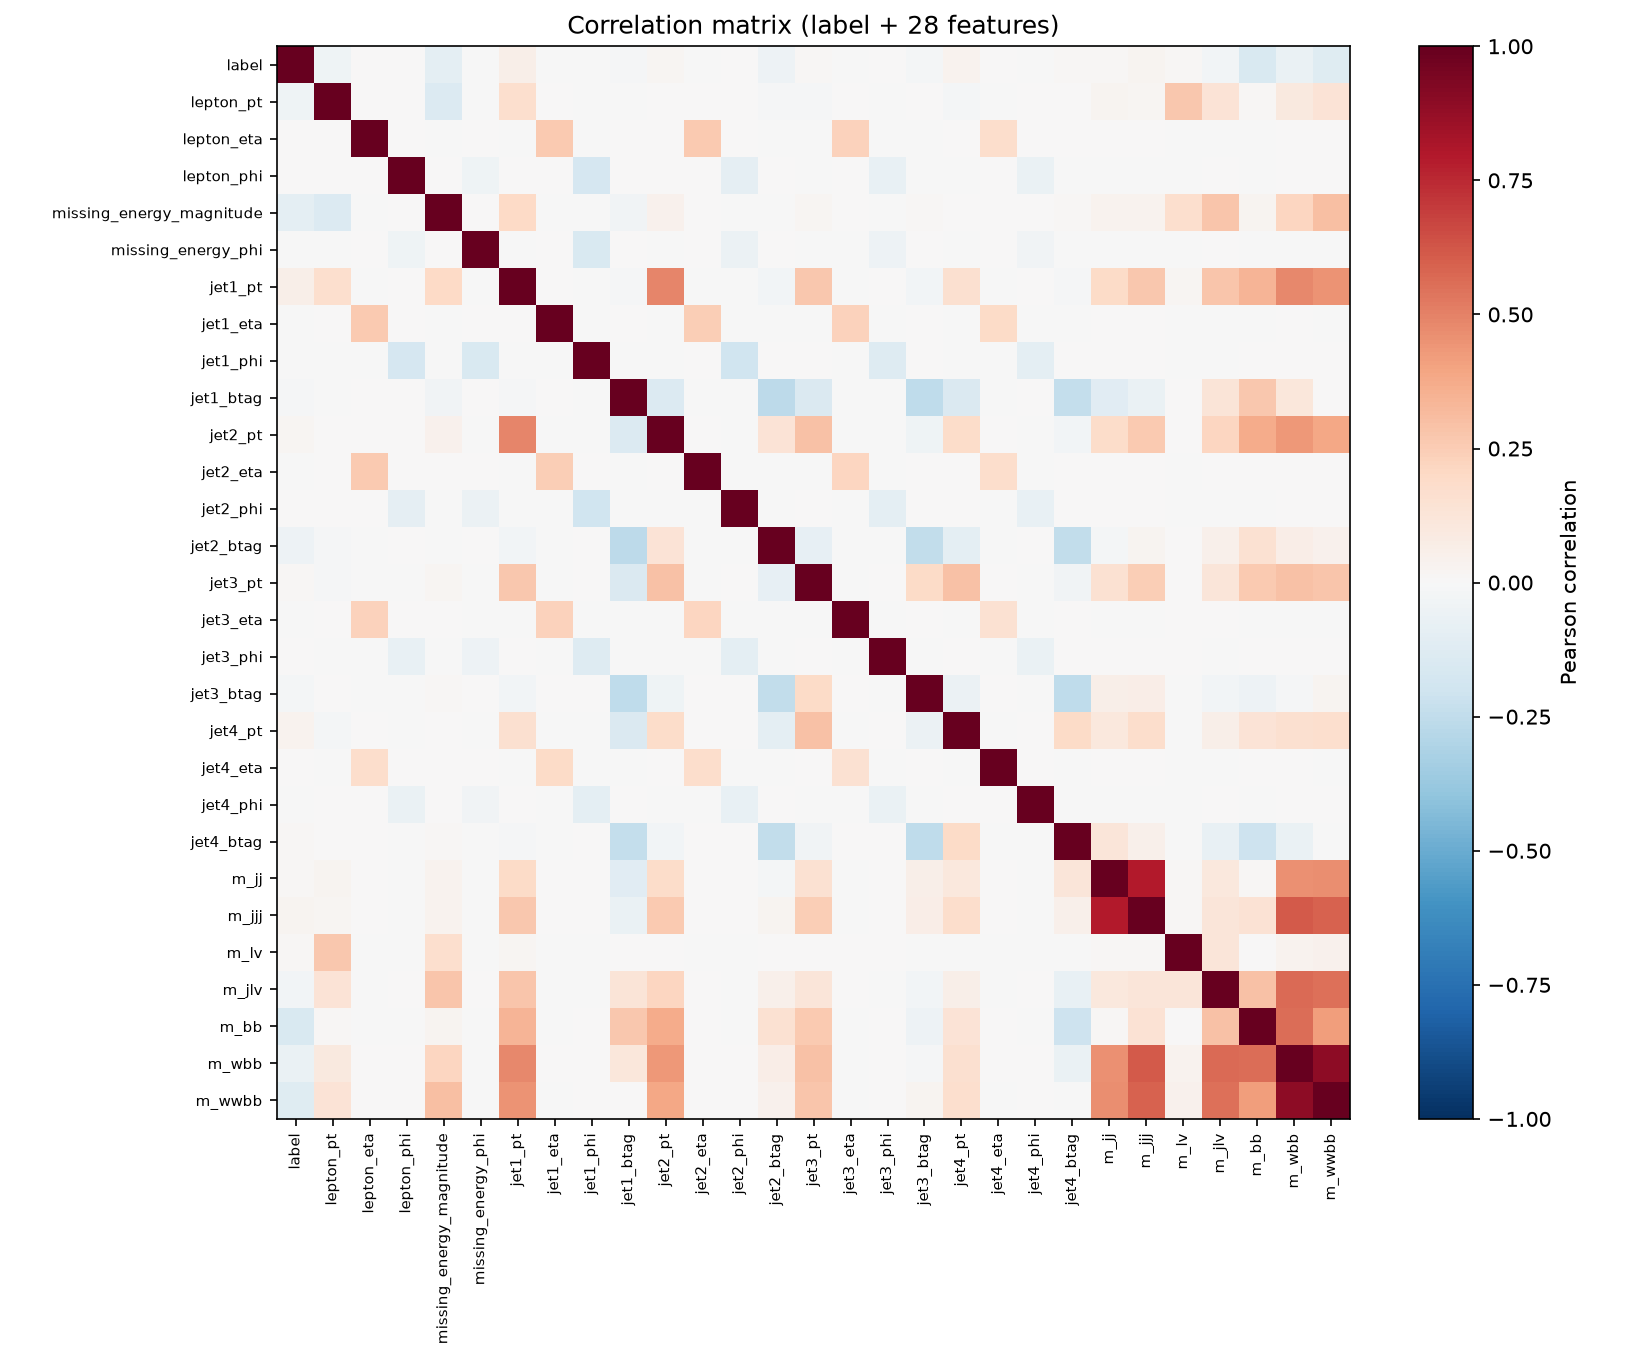 Correlation matrix (label + 28 features)
label
lepton_pt
lepton_eta
lepton_phi
missing_energy_magnitude
missing_energy_phi
jet1_pt
jet1_eta
jet1_phi
jet1_btag
jet2_pt
jet2_eta
jet2_phi
jet2_btag
jet3_pt
jet3_eta
jet3_phi
jet3_btag
jet4_pt
jet4_eta
jet4_phi
jet4_btag
m_jj
m_jjj
m_lv
m_jlv
m_bb
m_wbb
m_wwbb
label
lepton_pt
lepton_eta
lepton_phi
missing_energy_magnitude
missing_energy_phi
jet1_pt
jet1_eta
jet1_phi
jet1_btag
jet2_pt
jet2_eta
jet2_phi
jet2_btag
jet3_pt
jet3_eta
jet3_phi
jet3_btag
jet4_pt
jet4_eta
jet4_phi
jet4_btag
m_jj
m_jjj
m_lv
m_jlv
m_bb
m_wbb
m_wwbb
1.00
0.75
0.50
0.25
0.00
−0.25
−0.50
−0.75
−1.00
Pearson correlation